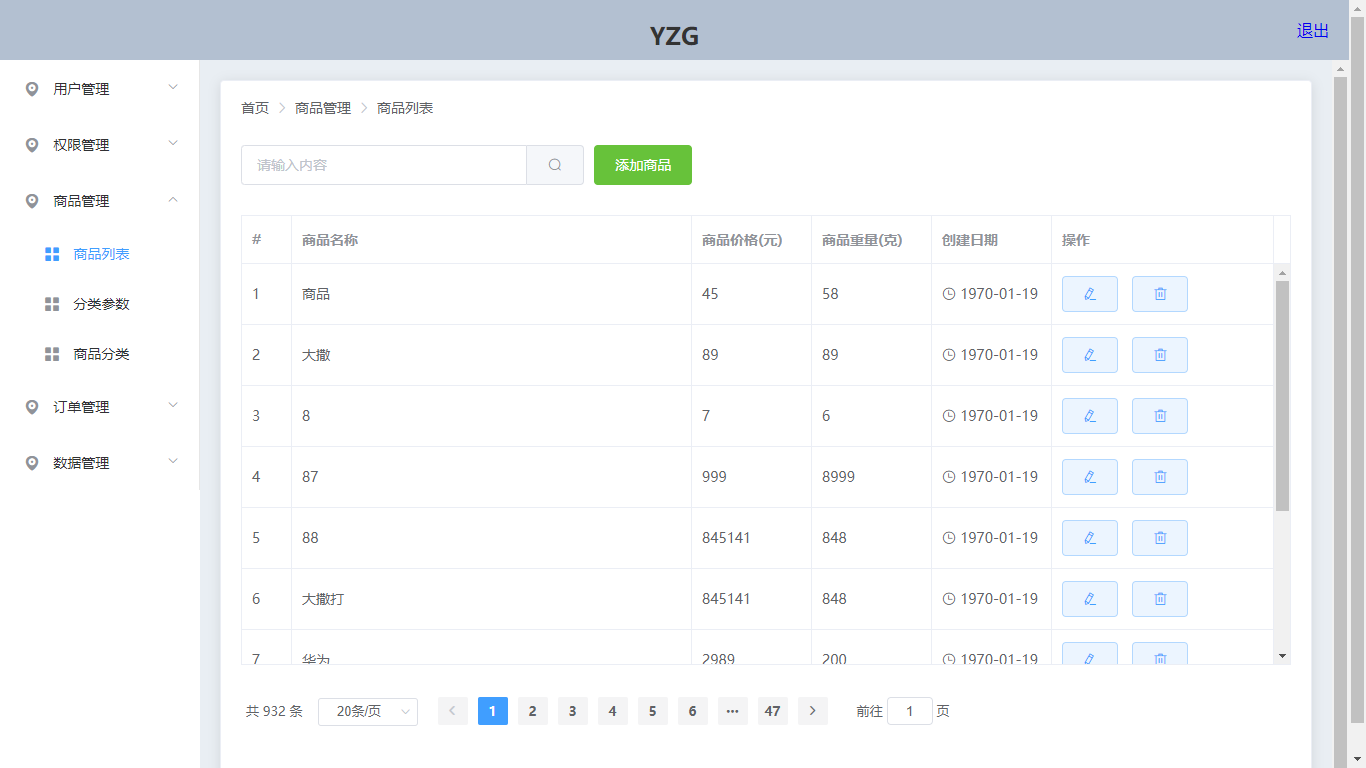 YZG
退出
用户管理
权限管理
商品管理
商品列表
分类参数
商品分类
订单管理
数据管理
首页 商品管理 商品列表
请输入内容 添加商品
# 商品名称 商品价格(元) 商品重量(克) 创建日期 操作
1 商品 45 58 1970-01-19
2 大撒 89 89 1970-01-19
3 8 7 6 1970-01-19
4 87 999 8999 1970-01-19
5 88 845141 848 1970-01-19
6 大撒打 845141 848 1970-01-19
7 华为 2989 200 1970-01-19
共 932 条 20条/页 1 2 3 4 5 6 ••• 47 前往 1 页